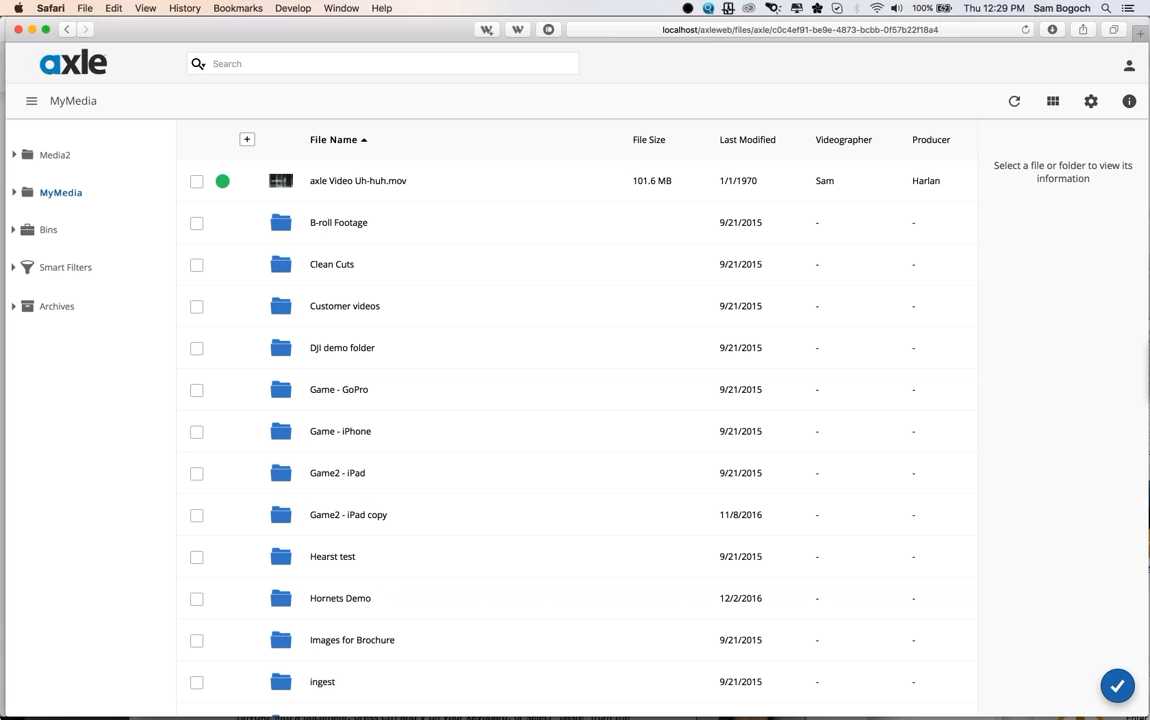 Safari File Edit View History Bookmarks Develop Window Help 100% Thu 12:29 PM Sam Bogoch
localhost/axleweb/files/axle/c0c4ef91-be9e-4873-bcbb-0f57b22f18a4
axle
Search
MyMedia
File Name File Size Last Modified Videographer Producer
Media2
MyMedia
Bins
Smart Filters
Archives
axle Video Uh-huh.mov 101.6 MB 1/1/1970 Sam Harlan
B-roll Footage 9/21/2015 - -
Clean Cuts 9/21/2015 - -
Customer videos 9/21/2015 - -
DJI demo folder 9/21/2015 - -
Game - GoPro 9/21/2015 - -
Game - iPhone 9/21/2015 - -
Game2 - iPad 9/21/2015 - -
Game2 - iPad copy 11/8/2016 - -
Hearst test 9/21/2015 - -
Hornets Demo 12/2/2016 - -
Images for Brochure 9/21/2015 - -
ingest 9/21/2015 - -
Select a file or folder to view its
information